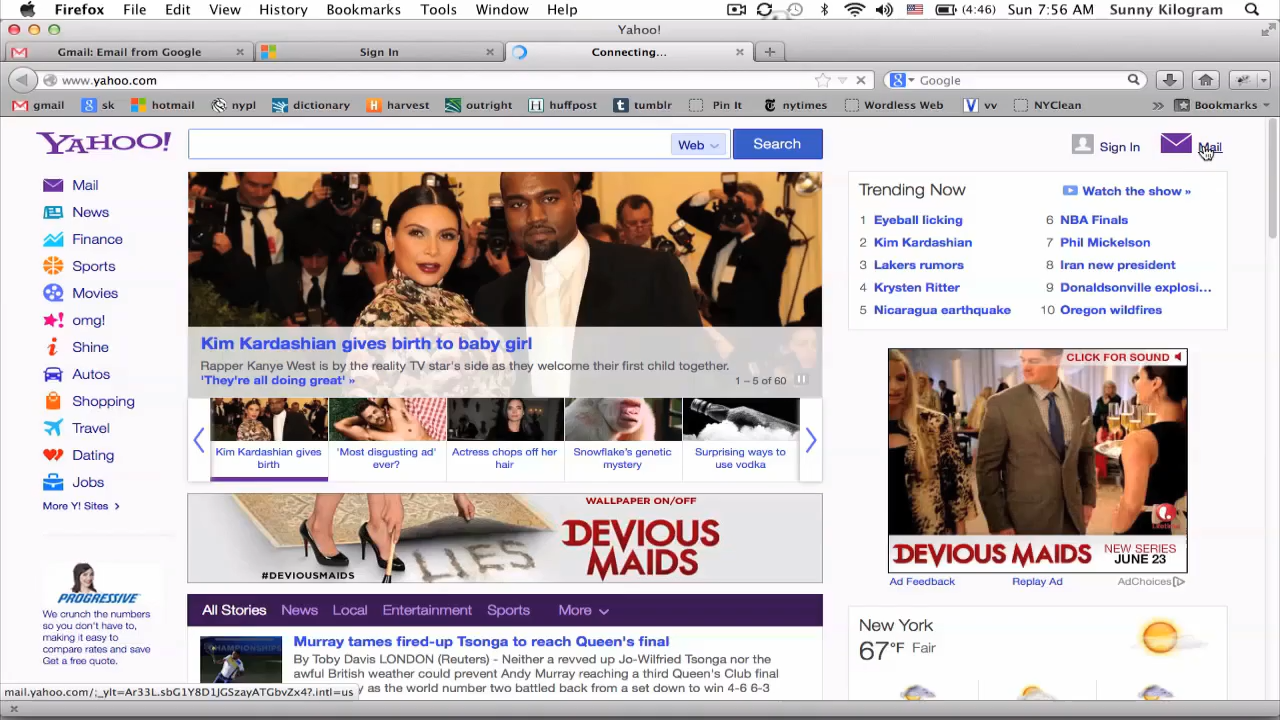 Firefox File Edit View History Bookmarks Tools Window Help (4:46) Sun 7:56 AM Sunny Kilogram
Yahoo!
Gmail: Email from Google Sign In Connecting...
www.yahoo.com Google
gmail sk hotmail nypl dictionary harvest outright huffpost tumblr Pin It nytimes Wordless Web vv NYClean » Bookmarks
YAHOO! Web Search Sign In Mail
Mail
News
Finance
Sports
Movies
omg!
Shine
Autos
Shopping
Travel
Dating
Jobs
More Y! Sites >
PROGRESSIVE
We crunch the numbers
so you don't have to,
making it easy to
compare rates and save
Get a free quote.
Kim Kardashian gives birth to baby girl
Rapper Kanye West is by the reality TV star's side as they welcome their first child together.
'They're all doing great' » 1 – 5 of 60
Kim Kardashian gives
birth
'Most disgusting ad'
ever?
Actress chops off her
hair
Snowflake's genetic
mystery
Surprising ways to
use vodka
WALLPAPER ON/OFF
LIES
DEVIOUS
MAIDS
#DEVIOUSMAIDS
All Stories News Local Entertainment Sports More
CHAMPIONSHIPS
Murray tames fired-up Tsonga to reach Queen's final
By Toby Davis LONDON (Reuters) - Neither a revved up Jo-Wilfried Tsonga nor the
awful British weather could prevent Andy Murray reaching a third Queen's Club final
y as the world number two battled back from a set down to win 4-6 6-3
Trending Now Watch the show »
1 Eyeball licking
2 Kim Kardashian
3 Lakers rumors
4 Krysten Ritter
5 Nicaragua earthquake
6 NBA Finals
7 Phil Mickelson
8 Iran new president
9 Donaldsonville explosi...
10 Oregon wildfires
CLICK FOR SOUND
Lifetime
DEVIOUS MAIDS NEW SERIES
JUNE 23
Ad Feedback Replay Ad AdChoices
New York
67°F Fair
mail.yahoo.com/;_ylt=Ar33L.sbG1Y8D1JGSzayATGbvZx4?.intl=us